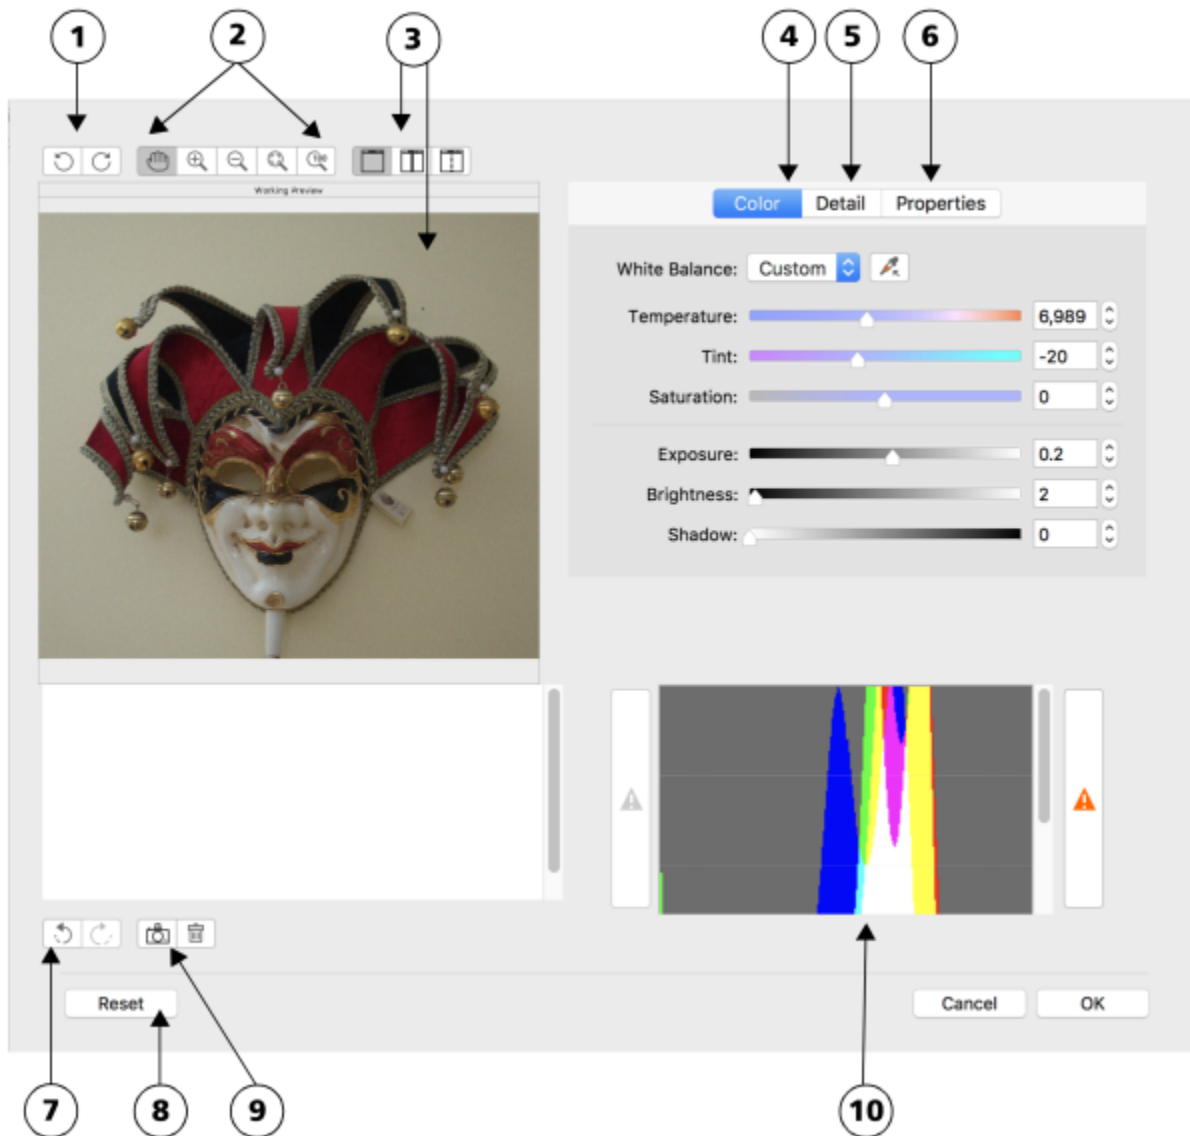 1
2
3
4
5
6
Working Preview
Color Detail Properties
White Balance: Custom
Temperature: 6,989
Tint: -20
Saturation: 0
Exposure: 0.2
Brightness: 2
Shadow: 0
Reset
Cancel
OK
7
8
9
10